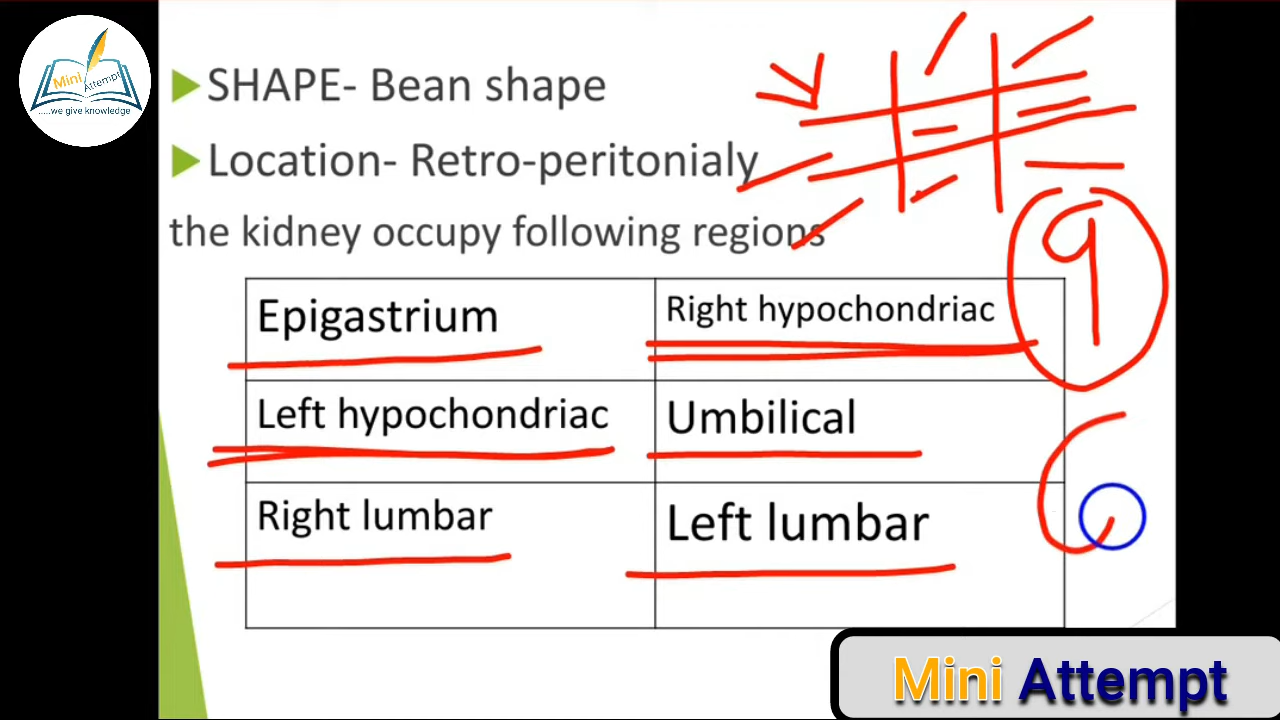 Mini
Attempt
.....we give knowledge
SHAPE- Bean shape
Location- Retro-peritonialy
the kidney occupy following regions
9
Epigastrium
Right hypochondriac
Left hypochondriac
Umbilical
Right lumbar
Left lumbar
6
Mini Attempt